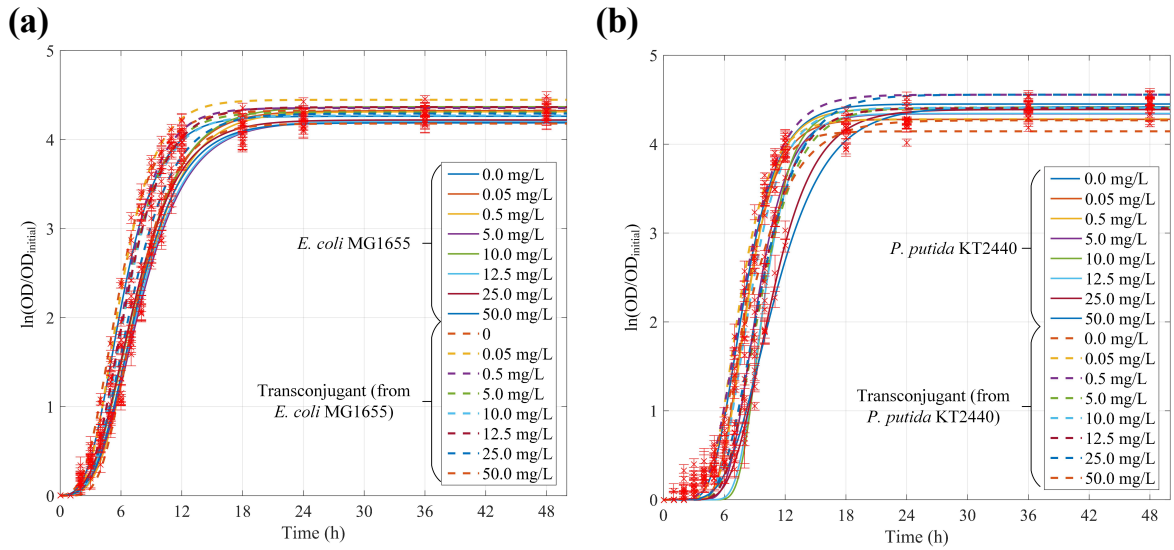 (a)
ln(OD/ODinitial)
5
4
3
2
1
0
0 6 12 18 24 30 36 42 48
Time (h)
E. coli MG1655
Transconjugant (from
E. coli MG1655)
0.0 mg/L
0.05 mg/L
0.5 mg/L
5.0 mg/L
10.0 mg/L
12.5 mg/L
25.0 mg/L
50.0 mg/L
0
0.05 mg/L
0.5 mg/L
5.0 mg/L
10.0 mg/L
12.5 mg/L
25.0 mg/L
50.0 mg/L
(b)
ln(OD/ODinitial)
5
4
3
2
1
0
0 6 12 18 24 30 36 42 48
Time (h)
P. putida KT2440
Transconjugant (from
P. putida KT2440)
0.0 mg/L
0.05 mg/L
0.5 mg/L
5.0 mg/L
10.0 mg/L
12.5 mg/L
25.0 mg/L
50.0 mg/L
0.0 mg/L
0.05 mg/L
0.5 mg/L
5.0 mg/L
10.0 mg/L
12.5 mg/L
25.0 mg/L
50.0 mg/L